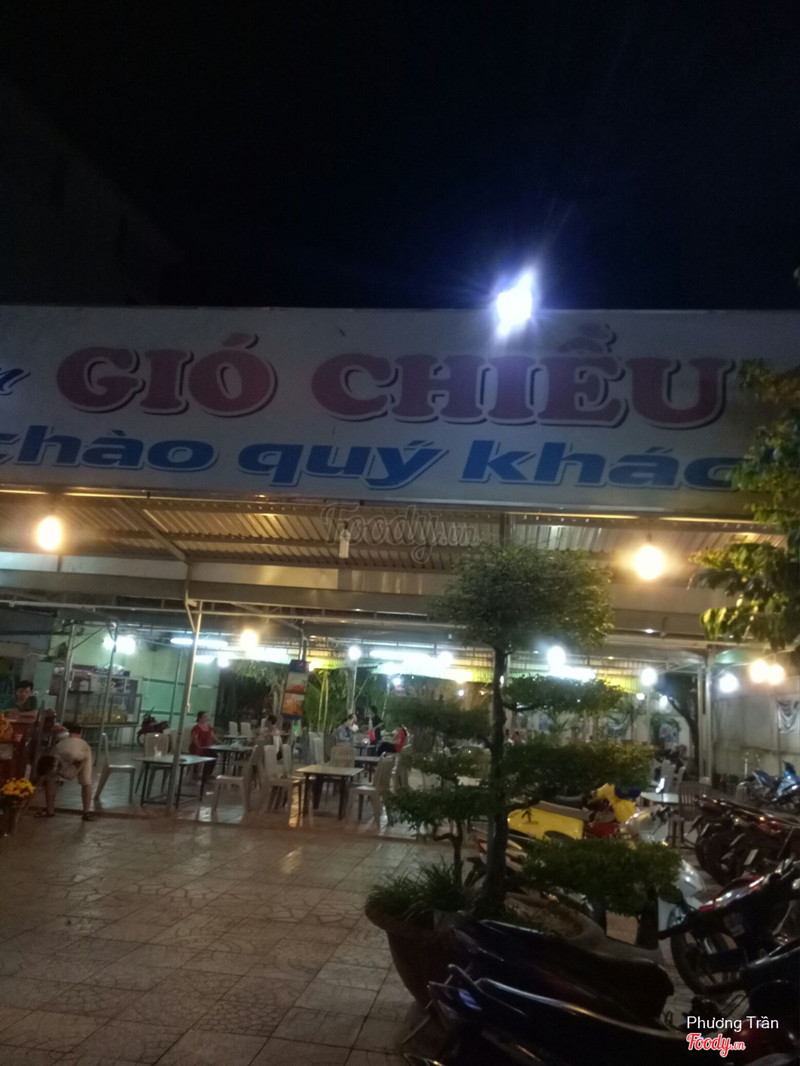 GIÓ CHIỀU
chào quý khác
Foody.vn
Phương Trần
Foody.vn